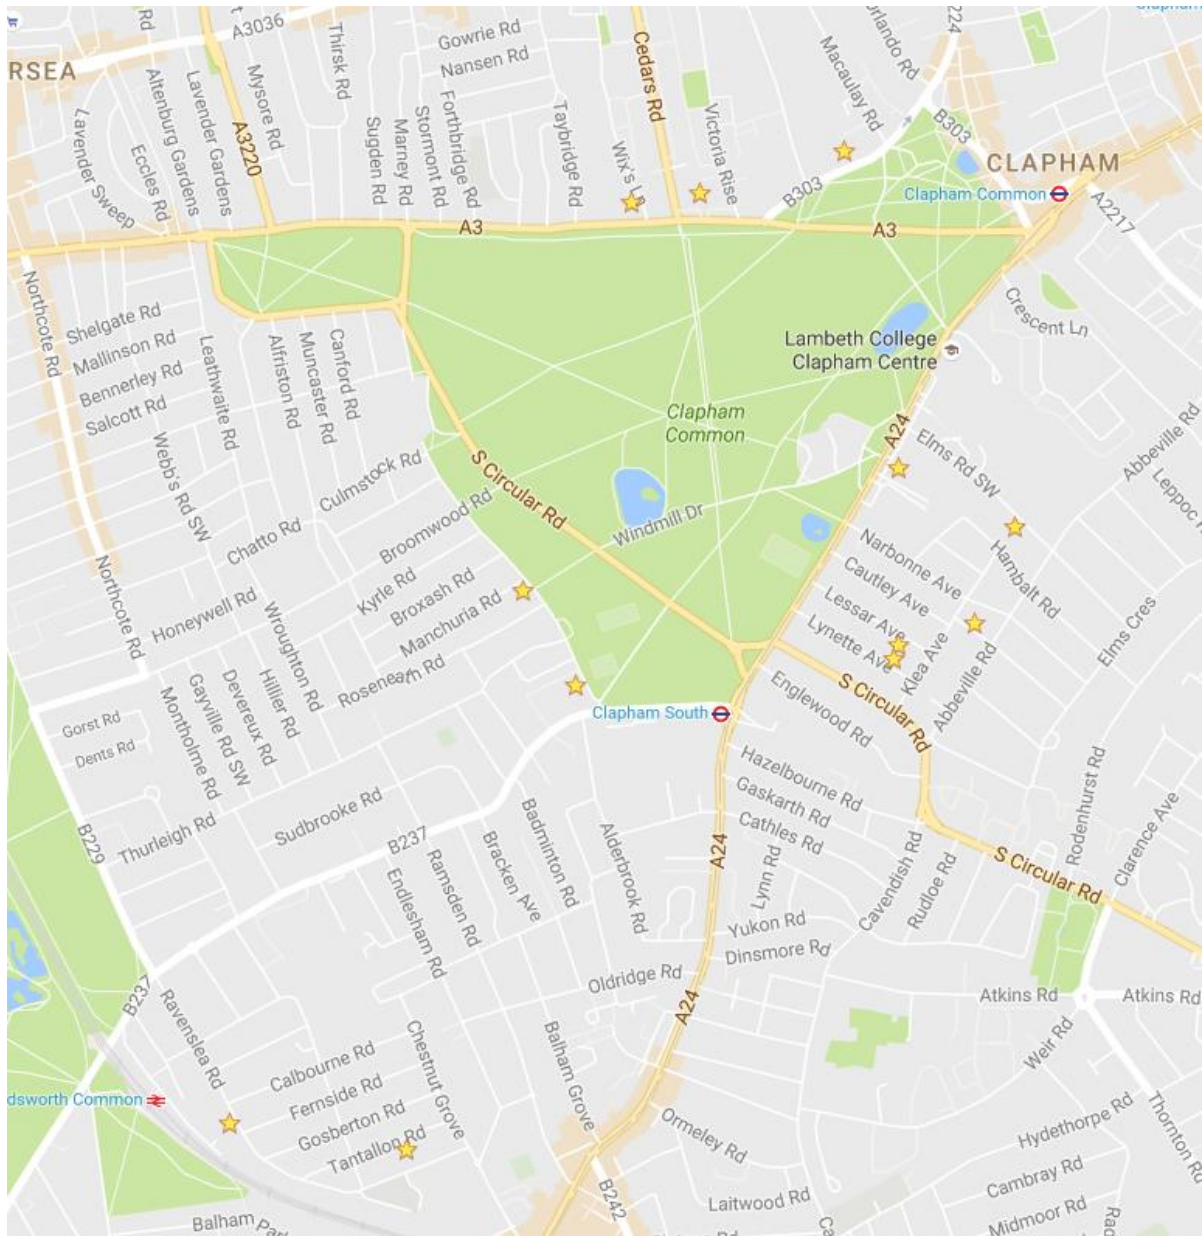 Clapham
Rd
A3036
Gowrie Rd
Nansen Rd
Thirsk Rd
Cedars Rd
Macaulay Rd
Orlando Rd
RSEA
Altenburg Gardens
Lavender Gardens
Mysore Rd
A3220
Lavender Sweep
Eccles Rd
Sugden Rd
Marney Rd
Stormont Rd
Forthbridge Rd
Taybridge Rd
Wix's Ln
Victoria Rise
B303
B303
CLAPHAM
Clapham Common
A2217
A3
A3
Northcote Rd
Shelgate Rd
Mallinson Rd
Bennerley Rd
Salcott Rd
Leathwaite Rd
Alfriston Rd
Muncaster Rd
Canford Rd
Crescent Ln
Lambeth College
Clapham Centre
Clapham
Common
A24
Elms Rd SW
Abbeville Rd
Webb's Rd SW
Culmstock Rd
S Circular Rd
Chatto Rd
Broomwood Rd
Windmill Dr
Northcote Rd
Honeywell Rd
Wroughton Rd
Kyrle Rd
Broxash Rd
Manchuria Rd
Roseneath Rd
Narbonne Ave
Cautley Ave
Lessar Ave
Lynette Ave
Klea Ave
Hambalt Rd
Elms Cres
Abbeville Rd
Gorst Rd
Dents Rd
Montholme Rd
Gayville Rd SW
Devereux Rd
Hillier Rd
Clapham South
Englewood Rd
S Circular Rd
B229
Thurleigh Rd
Sudbrooke Rd
B237
Hazelbourne Rd
Gaskarth Rd
Cathles Rd
A24
Rodenhurst Rd
Clarence Ave
Endlesham Rd
Ramsden Rd
Bracken Ave
Badminton Rd
Alderbrook Rd
Lynn Rd
Cavendish Rd
Rudloe Rd
S Circular Rd
Yukon Rd
Dinsmore Rd
B237
Ravenslea Rd
Oldridge Rd
A24
Atkins Rd
Atkins Rd
Weir Rd
Calbourne Rd
Fernside Rd
Gosberton Rd
Tantallon Rd
Chestnut Grove
Balham Grove
dsworth Common
Ormeley Rd
Hydethorpe Rd
Thornton Rd
Cambray Rd
Midmoor Rd
Laitwood Rd
B242
Balham